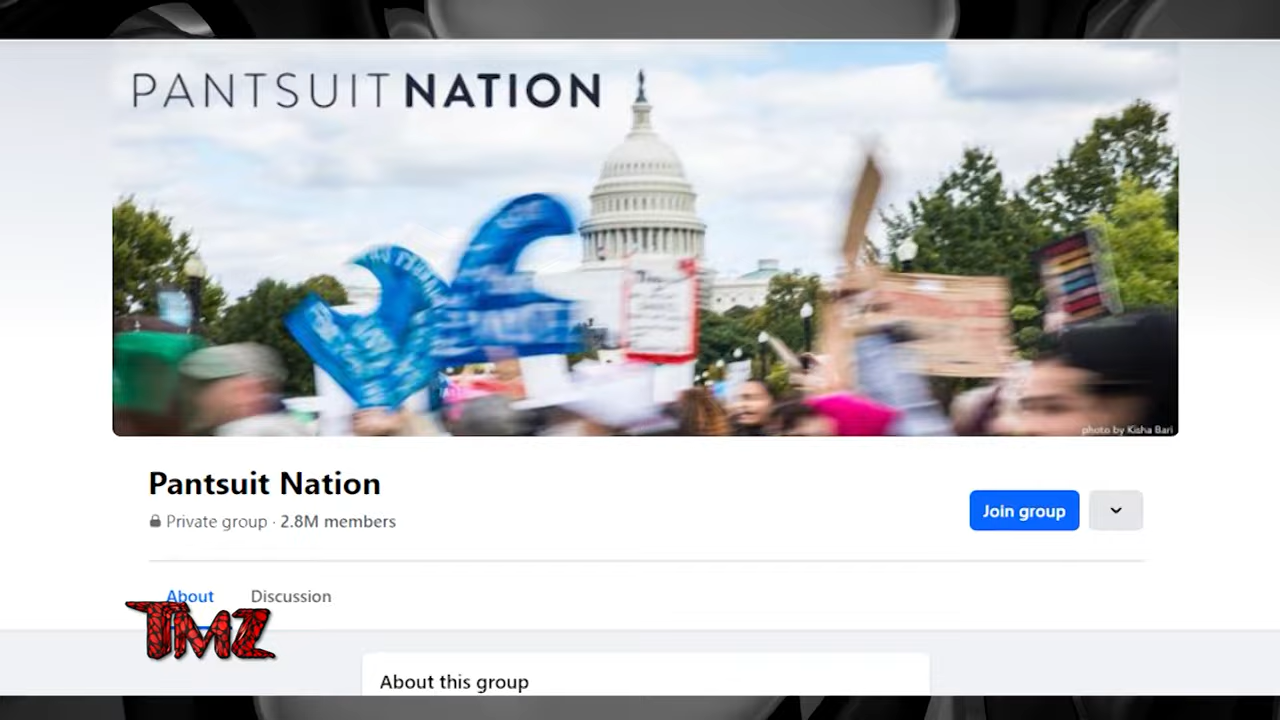 PANTSUIT NATION
photo by Kisha Bari
Pantsuit Nation
Private group · 2.8M members
Join group
About
Discussion
TMZ
About this group